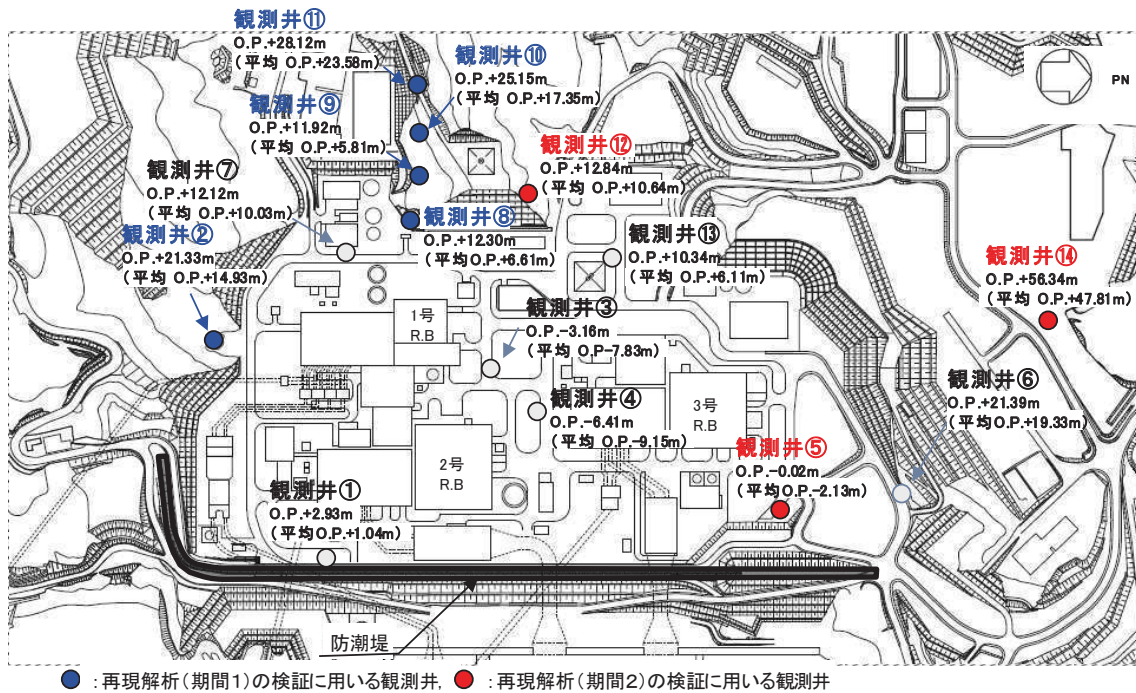 観測井⑪
O.P.+28.12m
(平均 O.P.+23.58m)
観測井⑩
O.P.+25.15m
(平均 O.P.+17.35m)
PN
観測井⑨
O.P.+11.92m
(平均 O.P.+5.81m)
観測井⑫
O.P.+12.84m
(平均 O.P.+10.64m)
観測井⑦
O.P.+12.12m
(平均 O.P.+10.03m)
観測井⑧
O.P.+12.30m
(平均 O.P.+6.61m)
観測井⑬
O.P.+10.34m
(平均 O.P.+6.11m)
観測井②
O.P.+21.33m
(平均 O.P.+14.93m)
観測井⑭
O.P.+56.34m
(平均 O.P.+47.81m)
観測井③
O.P.-3.16m
(平均 O.P-7.83m)
1号
R.B
観測井④
O.P.-6.41m
(平均 O.P.-9.15m)
3号
R.B
観測井⑥
O.P.+21.39m
(平均O.P.+19.33m)
観測井⑤
O.P.-0.02m
(平均O.P.-2.13m)
2号
R.B
観測井①
O.P.+2.93m
(平均O.P.+1.04m)
防潮堤
:再現解析(期間1)の検証に用いる観測井, :再現解析(期間2)の検証に用いる観測井